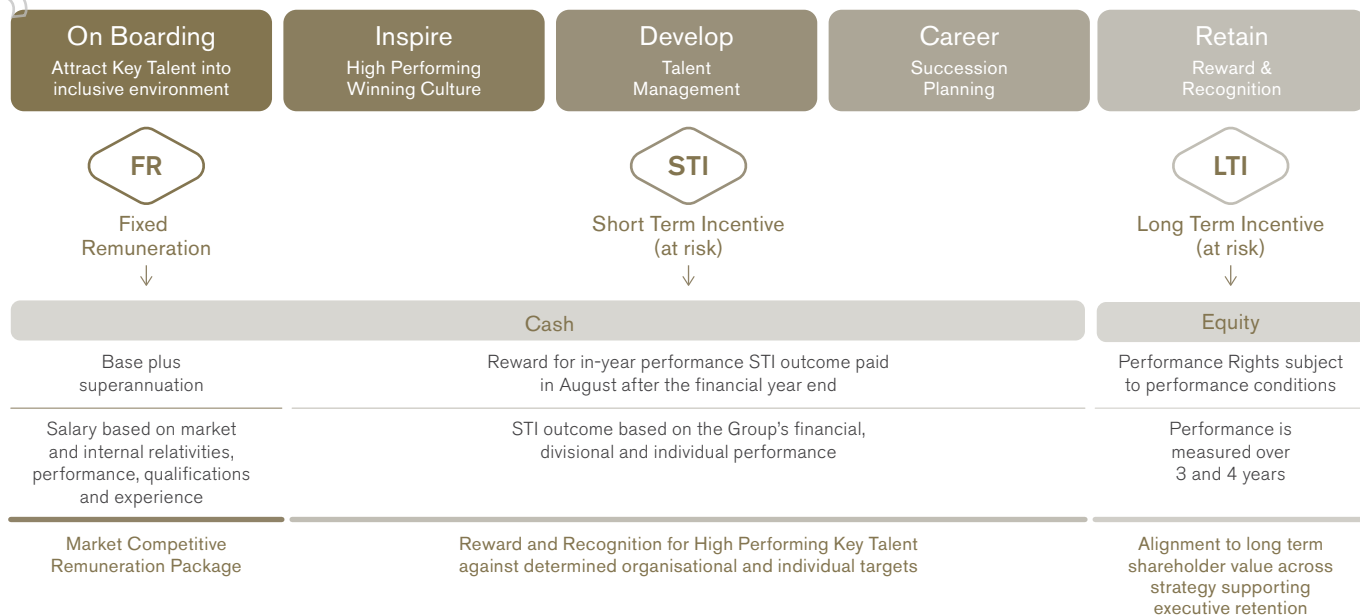 On Boarding
Attract Key Talent into
inclusive environment
Inspire
High Performing
Winning Culture
Develop
Talent
Management
Career
Succession
Planning
Retain
Reward &
Recognition
FR
Fixed
Remuneration
STI
Short Term Incentive
(at risk)
LTI
Long Term Incentive
(at risk)
Cash
Equity
Base plus
superannuation
Reward for in-year performance STI outcome paid
in August after the financial year end
Performance Rights subject
to performance conditions
Salary based on market
and internal relativities,
performance, qualifications
and experience
STI outcome based on the Group's financial,
divisional and individual performance
Performance is
measured over
3 and 4 years
Market Competitive
Remuneration Package
Reward and Recognition for High Performing Key Talent
against determined organisational and individual targets
Alignment to long term
shareholder value across
strategy supporting
executive retention